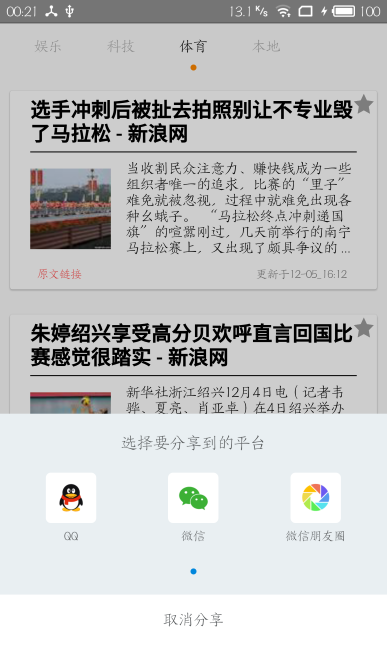 00:21 13.1 K/s 100
娱乐 科技 体育 本地
选手冲刺后被扯去拍照别让不专业毁
了马拉松 - 新浪网
当收割民众注意力、赚快钱成为一些
组织者唯一的追求，比赛的“里子”
难免就被忽视，过程中就难免出现各
种幺蛾子。 “马拉松终点冲刺递国
旗”的喧嚣刚过，几天前举行的南宁
马拉松赛上，又出现了颇具争议的 ...
原文链接 更新于12-05_16:12
朱婷绍兴享受高分贝欢呼直言回国比
赛感觉很踏实 - 新浪网
新华社浙江绍兴12月4日电（记者韦
骅、夏亮、肖亚卓）在4日绍兴举办
选择要分享到的平台
QQ 微信 微信朋友圈
取消分享